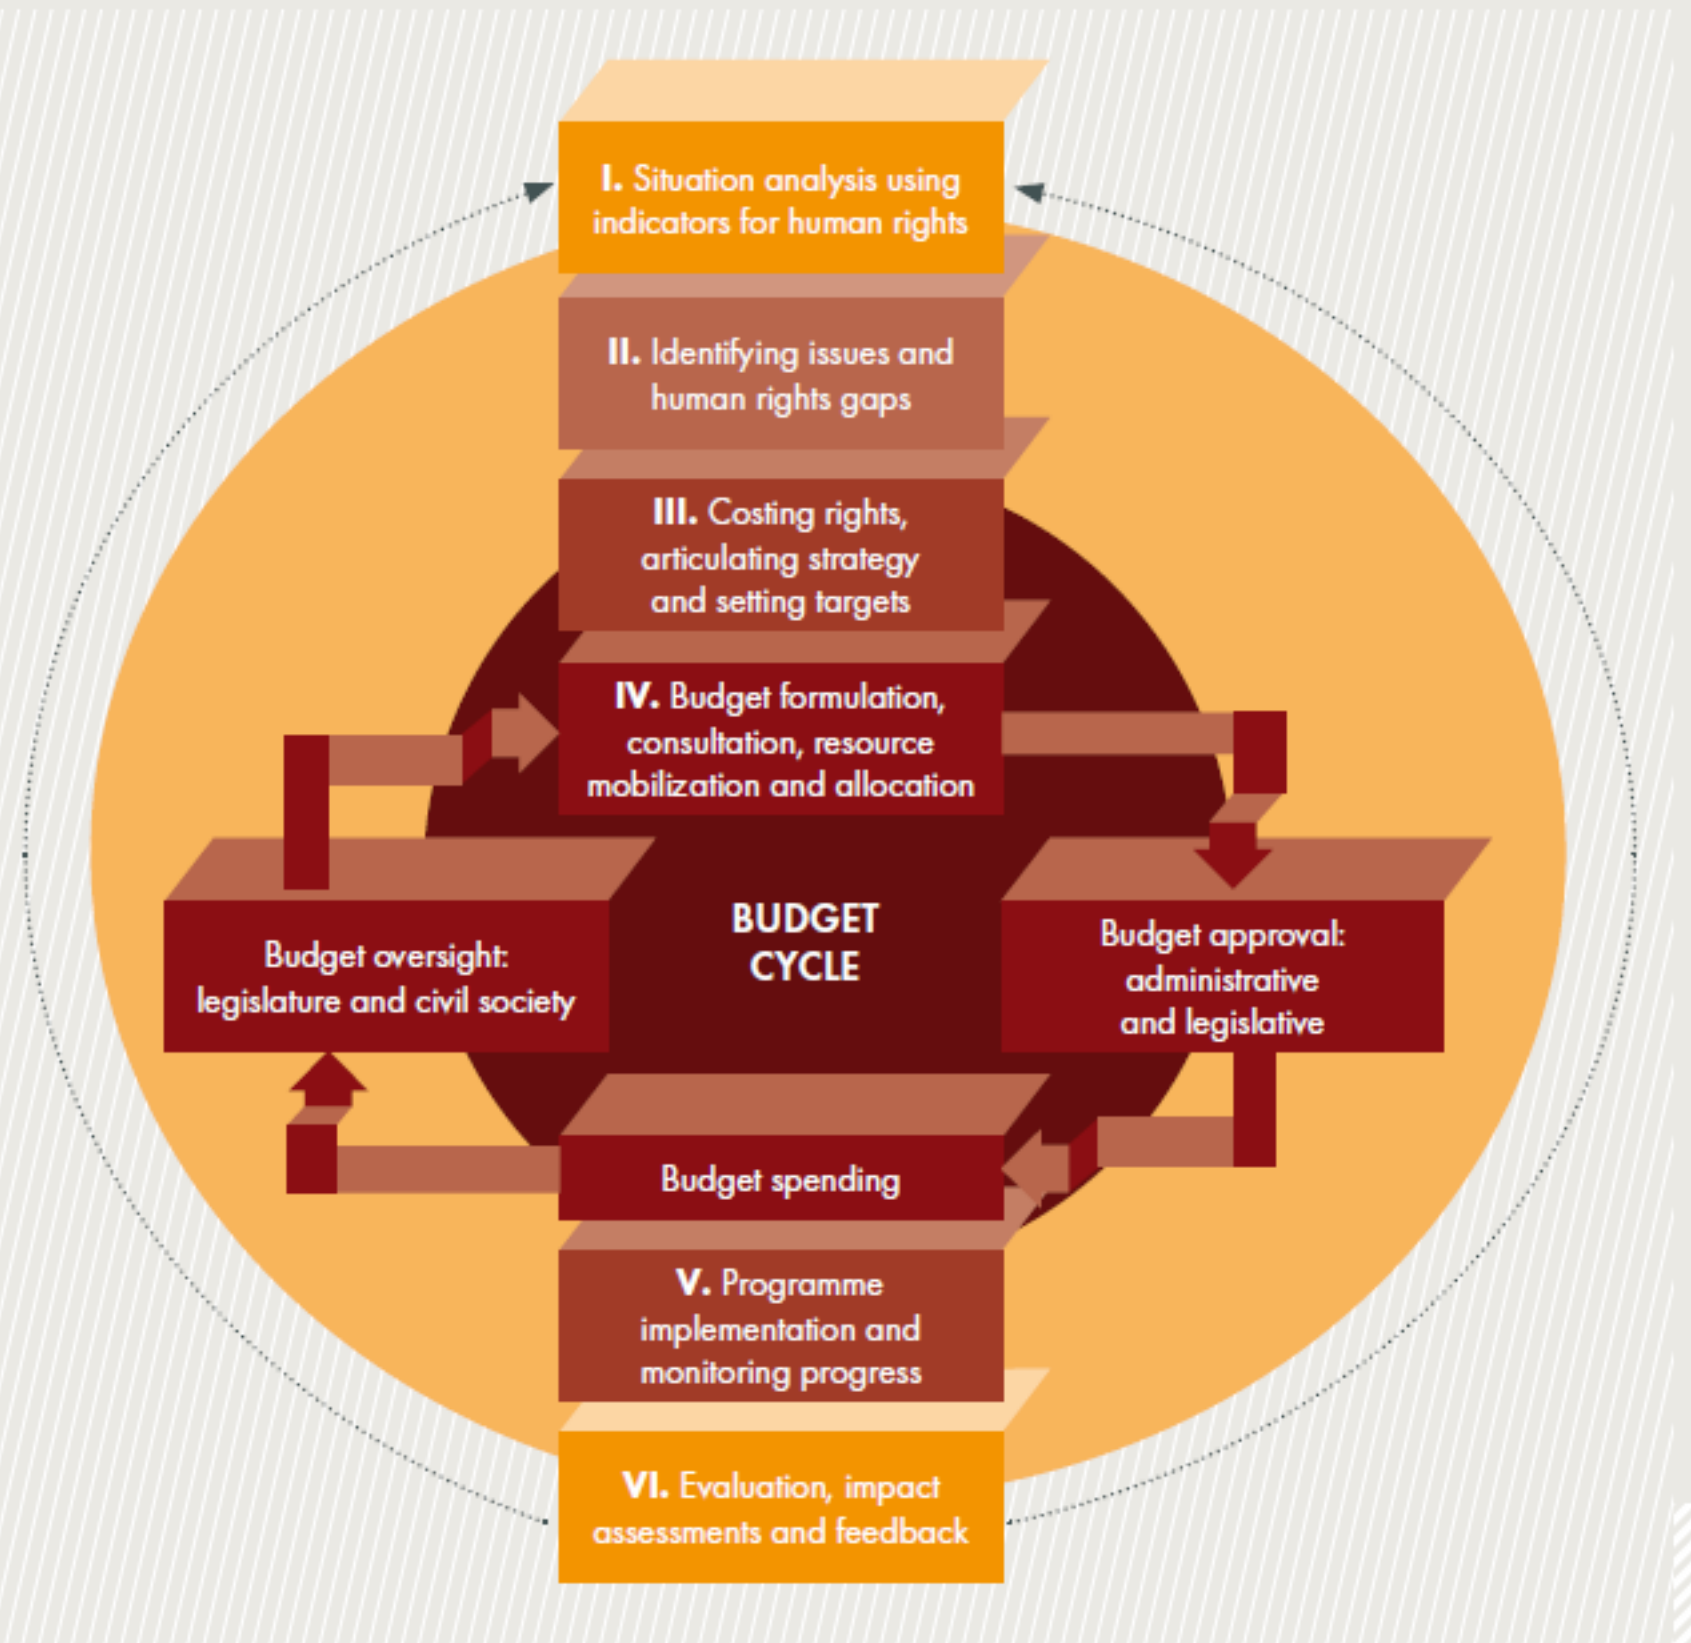 I. Situation analysis using
indicators for human rights
II. Identifying issues and
human rights gaps
III. Costing rights,
articulating strategy
and setting targets
IV. Budget formulation,
consultation, resource
mobilization and allocation
BUDGET
CYCLE
Budget oversight:
legislature and civil society
Budget approval:
administrative
and legislative
Budget spending
V. Programme
implementation and
monitoring progress
VI. Evaluation, impact
assessments and feedback